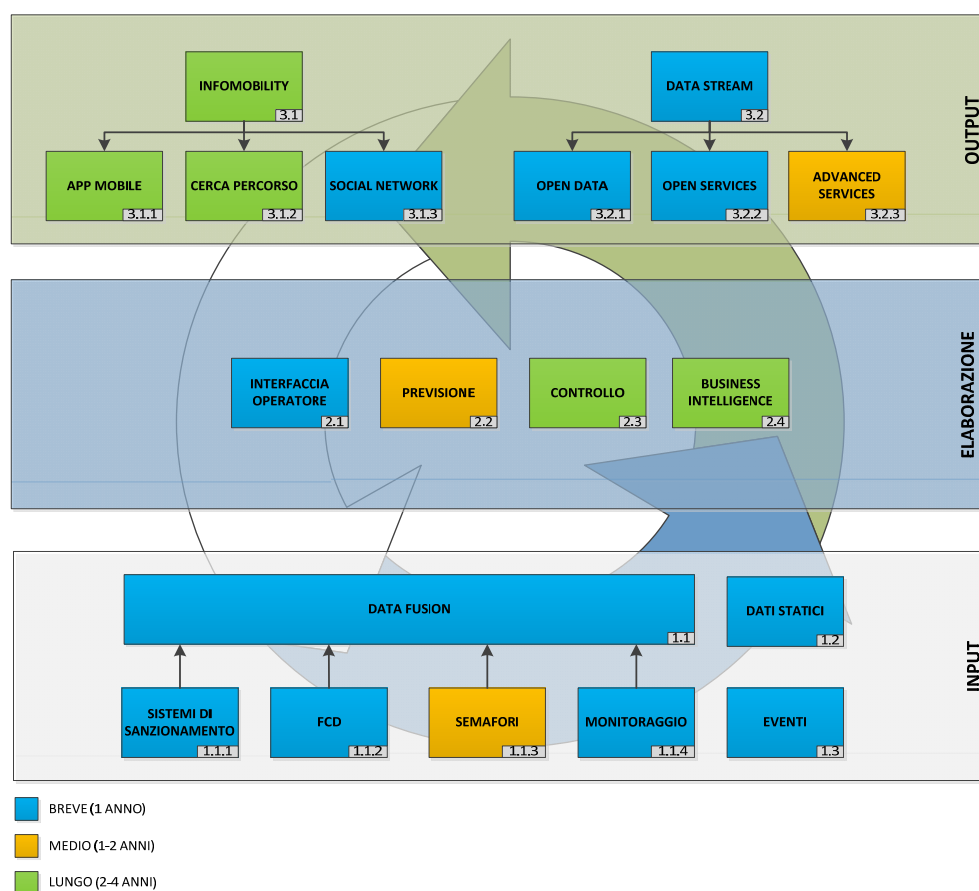 INFOMOBILITY
3.1
DATA STREAM
3.2
OUTPUT
APP MOBILE
3.1.1
CERCA PERCORSO
3.1.2
SOCIAL NETWORK
3.1.3
OPEN DATA
3.2.1
OPEN SERVICES
3.2.2
ADVANCED
SERVICES
3.2.3
INTERFACCIA
OPERATORE
2.1
PREVISIONE
2.2
CONTROLLO
2.3
BUSINESS
INTELLIGENCE
2.4
ELABORAZIONE
DATA FUSION
1.1
DATI STATICI
1.2
INPUT
SISTEMI DI
SANZIONAMENTO
1.1.1
FCD
1.1.2
SEMAFORI
1.1.3
MONITORAGGIO
1.1.4
EVENTI
1.3
BREVE (1 ANNO)
MEDIO (1-2 ANNI)
LUNGO (2-4 ANNI)